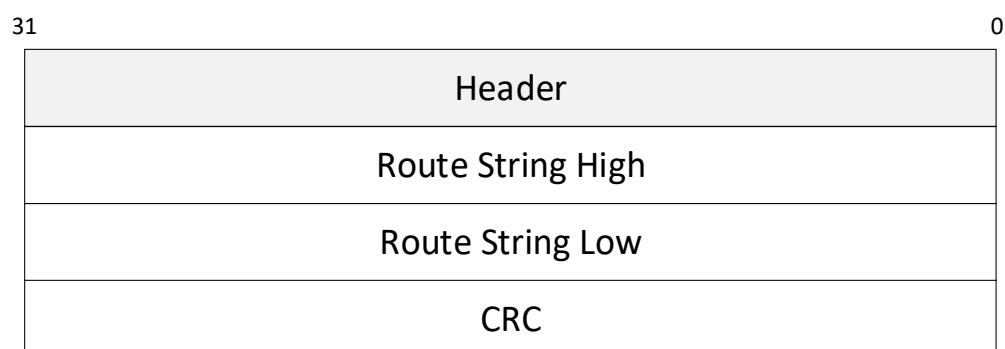 31 0
Header
Route String High
Route String Low
CRC